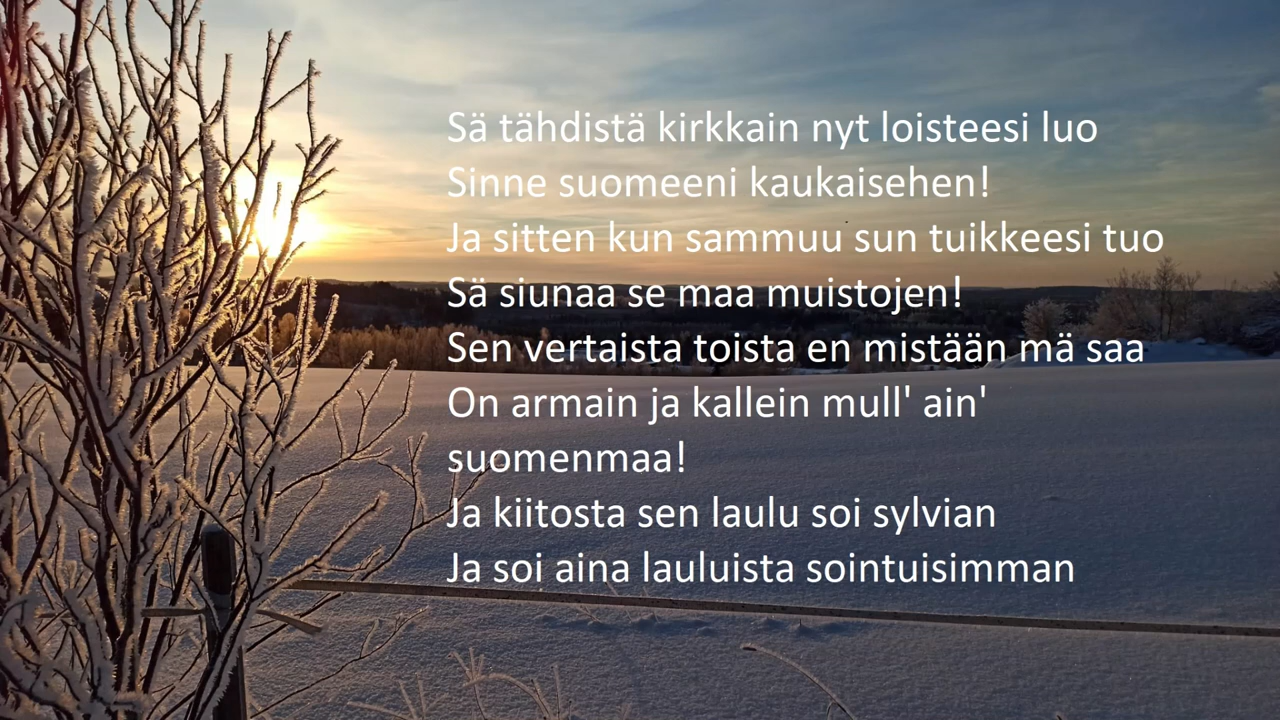 Sä tähdistä kirkkain nyt loisteesi luo
Sinne suomeeni kaukaisehen!
Ja sitten kun sammuu sun tuikkeesi tuo
Sä siunaa se maa muistojen!
Sen vertaista toista en mistään mä saa
On armain ja kallein mull' ain'
suomenmaa!
Ja kiitosta sen laulu soi sylvian
Ja soi aina lauluista sointuisimman